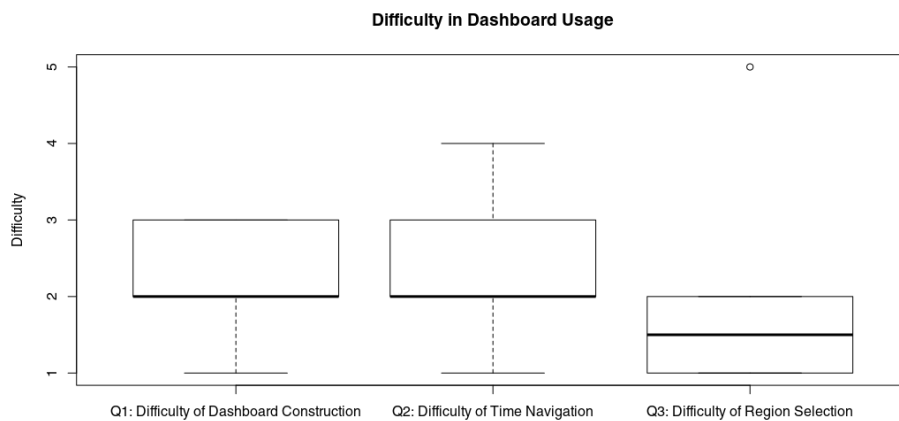 Difficulty in Dashboard Usage
5
4
3
2
1
Difficulty
Q1: Difficulty of Dashboard Construction
Q2: Difficulty of Time Navigation
Q3: Difficulty of Region Selection